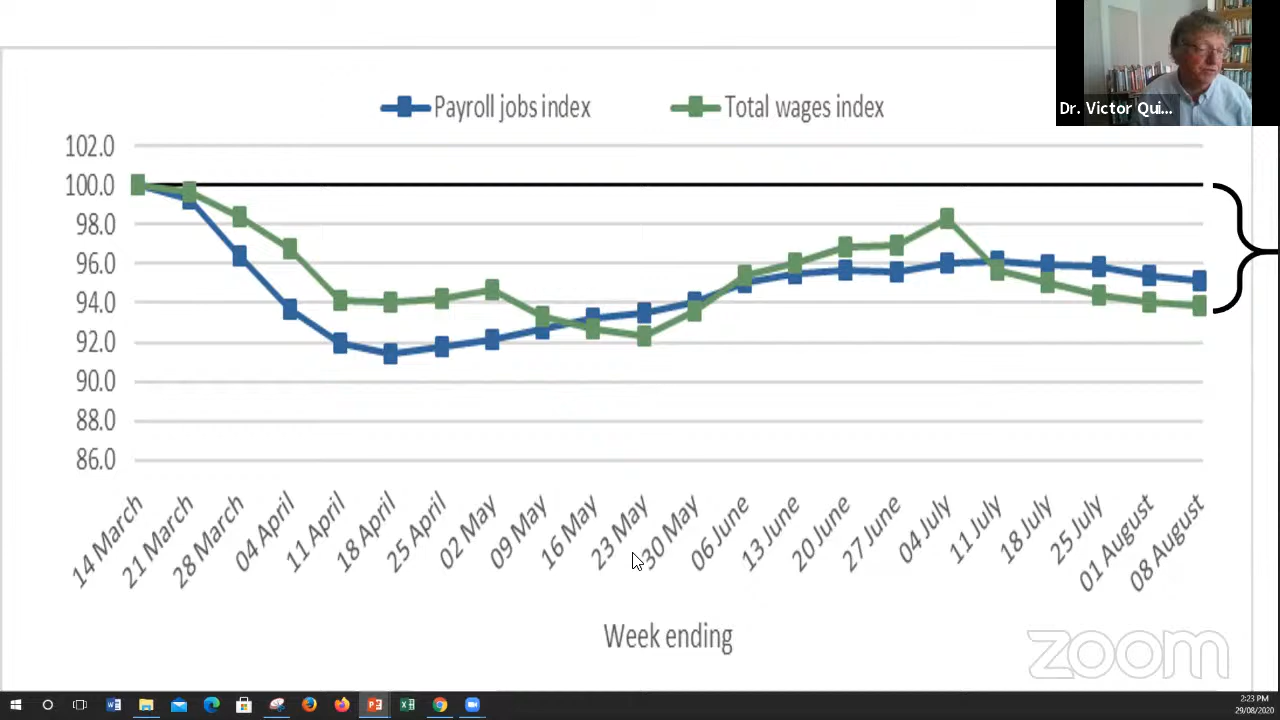 Dr. Victor Qui...
Payroll jobs index
Total wages index
102.0
100.0
98.0
96.0
94.0
92.0
90.0
88.0
86.0
14 March
21 March
28 March
04 April
11 April
18 April
25 April
02 May
09 May
16 May
23 May
30 May
06 June
13 June
20 June
27 June
04 July
11 July
18 July
25 July
01 August
08 August
Week ending
zoom
2:23 PM
29/08/2020